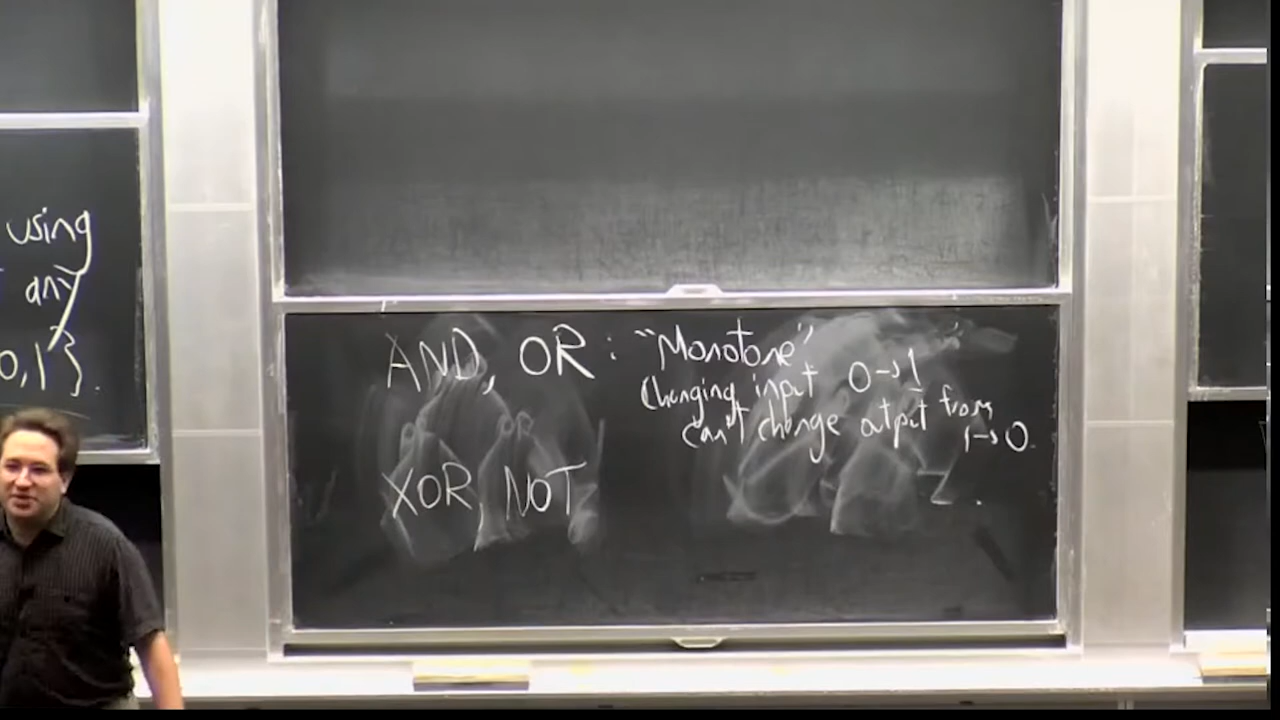 using
any
0,1}.
AND, OR : "Monotone"
Changing input 0→1
can't change output from
1→0.
XOR, NOT